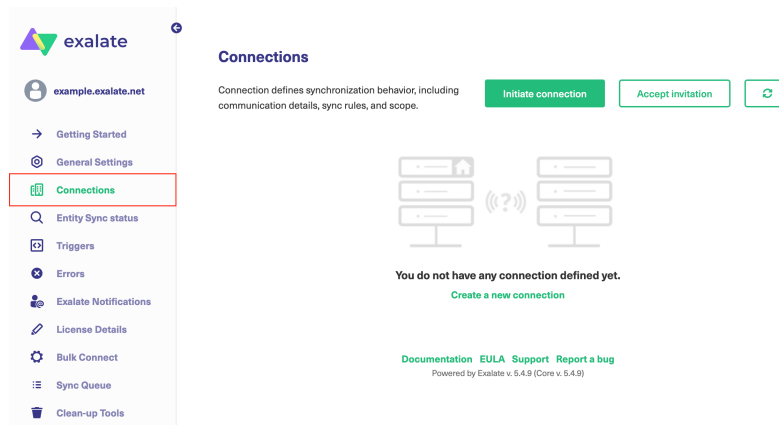 exalate
example.exalate.net
Getting Started
General Settings
Connections
Entity Sync status
Triggers
Errors
Exalate Notifications
License Details
Bulk Connect
Sync Queue
Clean-up Tools
Connections
Connection defines synchronization behavior, including
communication details, sync rules, and scope.
Initiate connection
Accept invitation
((?))
You do not have any connection defined yet.
Create a new connection
Documentation EULA Support Report a bug
Powered by Exalate v. 5.4.9 (Core v. 5.4.9)